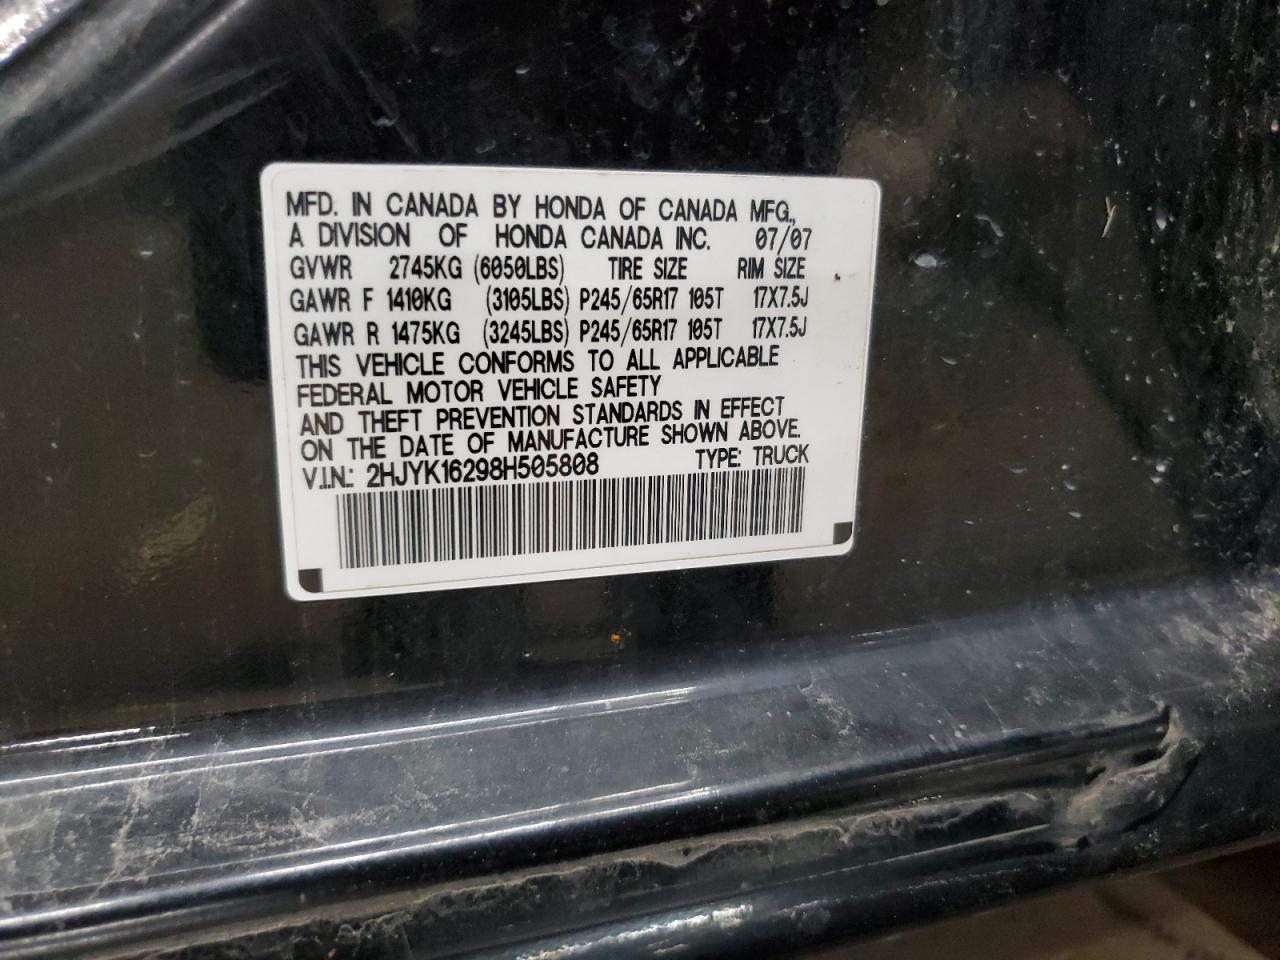 MFD. IN CANADA BY HONDA OF CANADA MFG.,
A DIVISION OF HONDA CANADA INC. 07/07
GVWR 2745KG (6050LBS) TIRE SIZE RIM SIZE
GAWR F 1410KG (3105LBS) P245/65R17 105T 17X7.5J
GAWR R 1475KG (3245LBS) P245/65R17 105T 17X7.5J
THIS VEHICLE CONFORMS TO ALL APPLICABLE
FEDERAL MOTOR VEHICLE SAFETY
AND THEFT PREVENTION STANDARDS IN EFFECT
ON THE DATE OF MANUFACTURE SHOWN ABOVE.
V.I.N.: 2HJYK16298H505808 TYPE: TRUCK